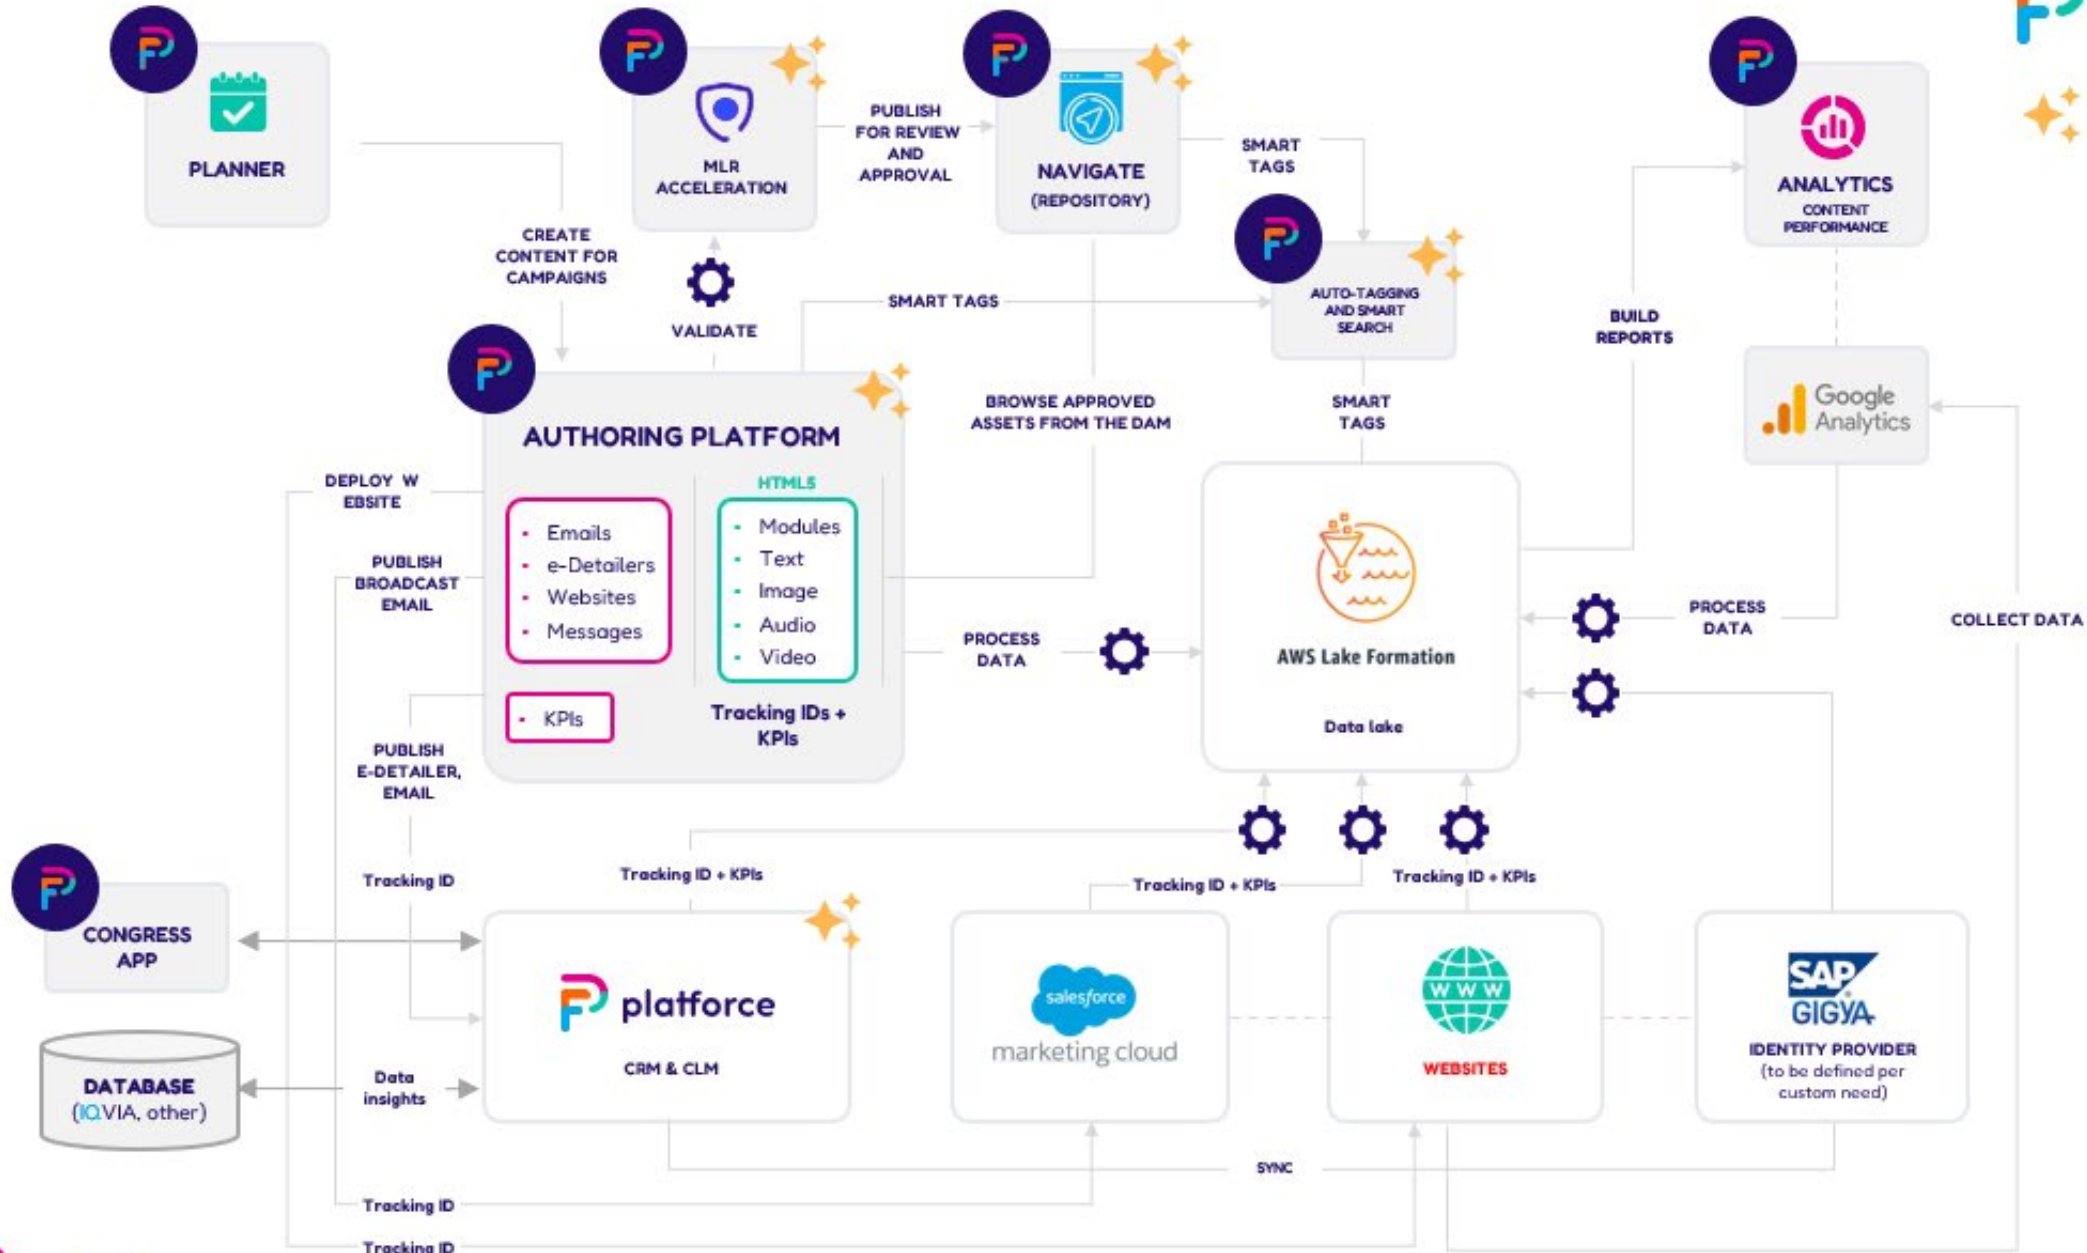 PLANNER
MLR
ACCELERATION
PUBLISH
FOR REVIEW
AND
APPROVAL
NAVIGATE
(REPOSITORY)
SMART
TAGS
ANALYTICS
CONTENT
PERFORMANCE
CREATE
CONTENT FOR
CAMPAIGNS
VALIDATE
SMART TAGS
AUTO-TAGGING
AND SMART
SEARCH
BUILD
REPORTS
BROWSE APPROVED
ASSETS FROM THE DAM
SMART
TAGS
Google
Analytics
AUTHORING PLATFORM
DEPLOY W
EBSITE
PUBLISH
BROADCAST
EMAIL
Emails
e-Detailers
Websites
Messages
KPIs
HTML5
Modules
Text
Image
Audio
Video
Tracking IDs +
KPIs
PROCESS
DATA
AWS Lake Formation
Data lake
PROCESS
DATA
COLLECT DATA
PUBLISH
E-DETAILER,
EMAIL
Tracking ID
Tracking ID + KPIs
Tracking ID + KPIs
Tracking ID + KPIs
CONGRESS
APP
DATABASE
(IQVIA, other)
Data
insights
platforce
CRM & CLM
salesforce
marketing cloud
WWW
WEBSITES
SAP
GIGYA
IDENTITY PROVIDER
(to be defined per
custom need)
SYNC
Tracking ID
Tracking ID